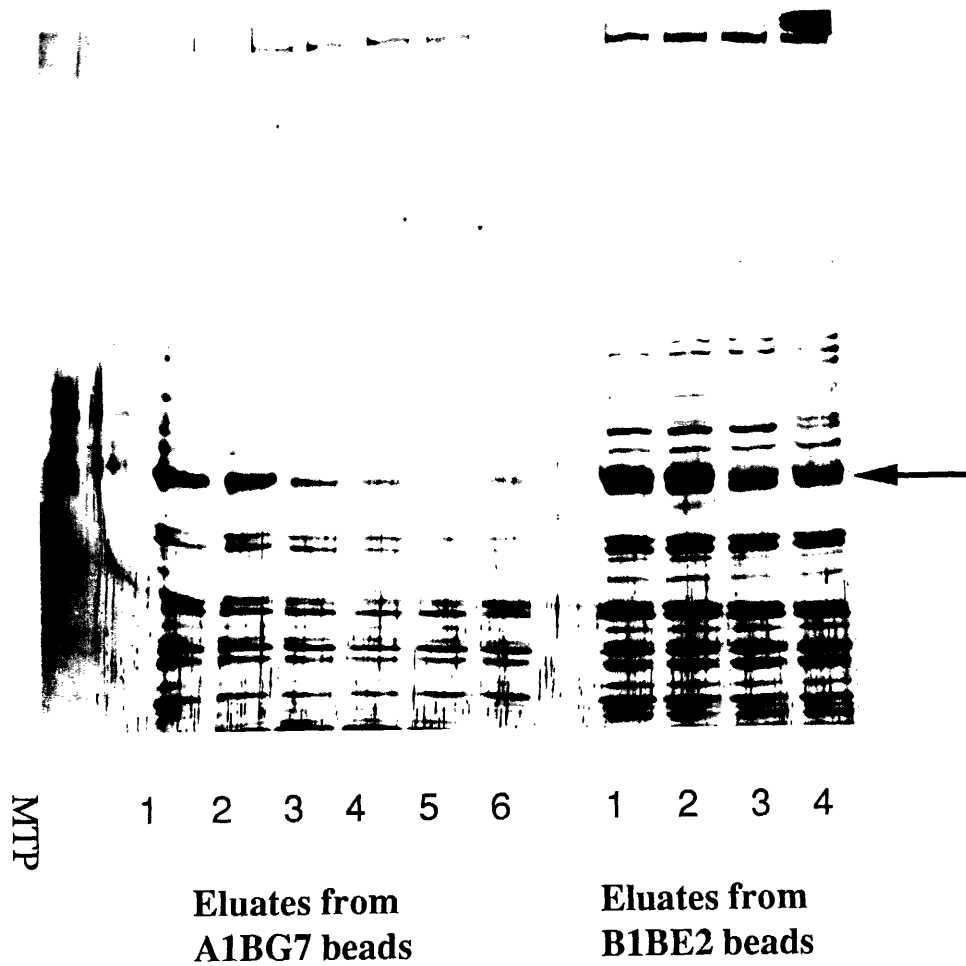 MTP
1 2 3 4 5 6 1 2 3 4
Eluates from
A1BG7 beads
Eluates from
B1BE2 beads